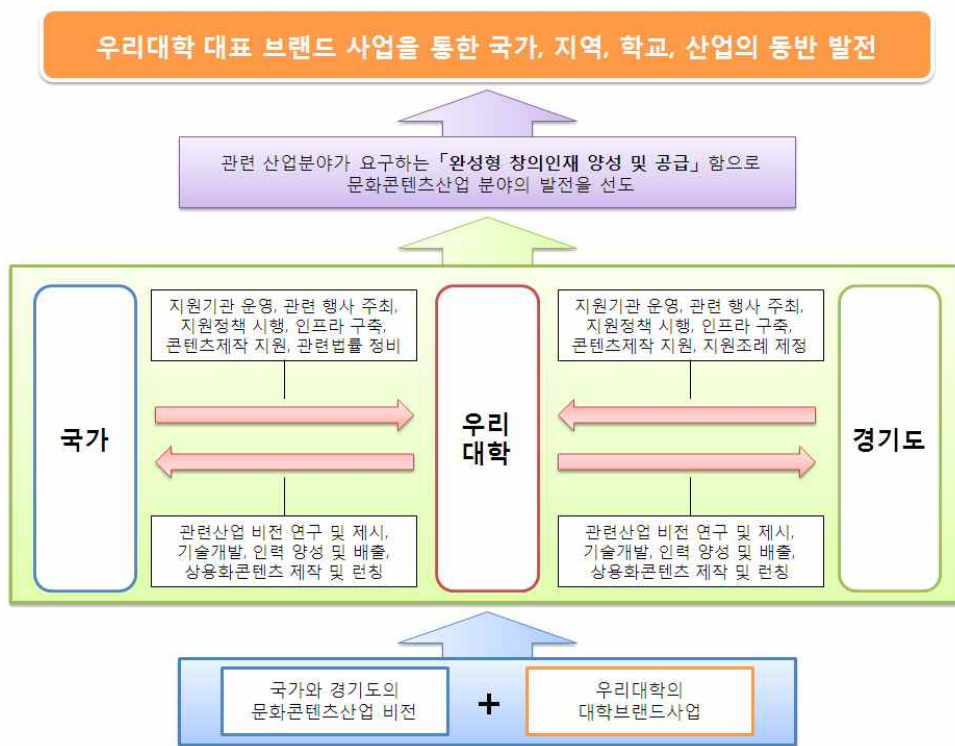 우리대학 대표 브랜드 사업을 통한 국가, 지역, 학교, 산업의 동반 발전
관련 산업분야가 요구하는 「완성형 창의인재 양성 및 공급」 함으로
문화콘텐츠산업 분야의 발전을 선도
국가
지원기관 운영, 관련 행사 주최,
지원정책 시행, 인프라 구축,
콘텐츠제작 지원, 관련법률 정비
관련산업 비전 연구 및 제시,
기술개발, 인력 양성 및 배출,
상용화콘텐츠 제작 및 런칭
우리
대학
지원기관 운영, 관련 행사 주최,
지원정책 시행, 인프라 구축,
콘텐츠제작 지원, 지원조례 제정
관련산업 비전 연구 및 제시,
기술개발, 인력 양성 및 배출,
상용화콘텐츠 제작 및 런칭
경기도
국가와 경기도의
문화콘텐츠산업 비전
+
우리대학의
대학브랜드사업